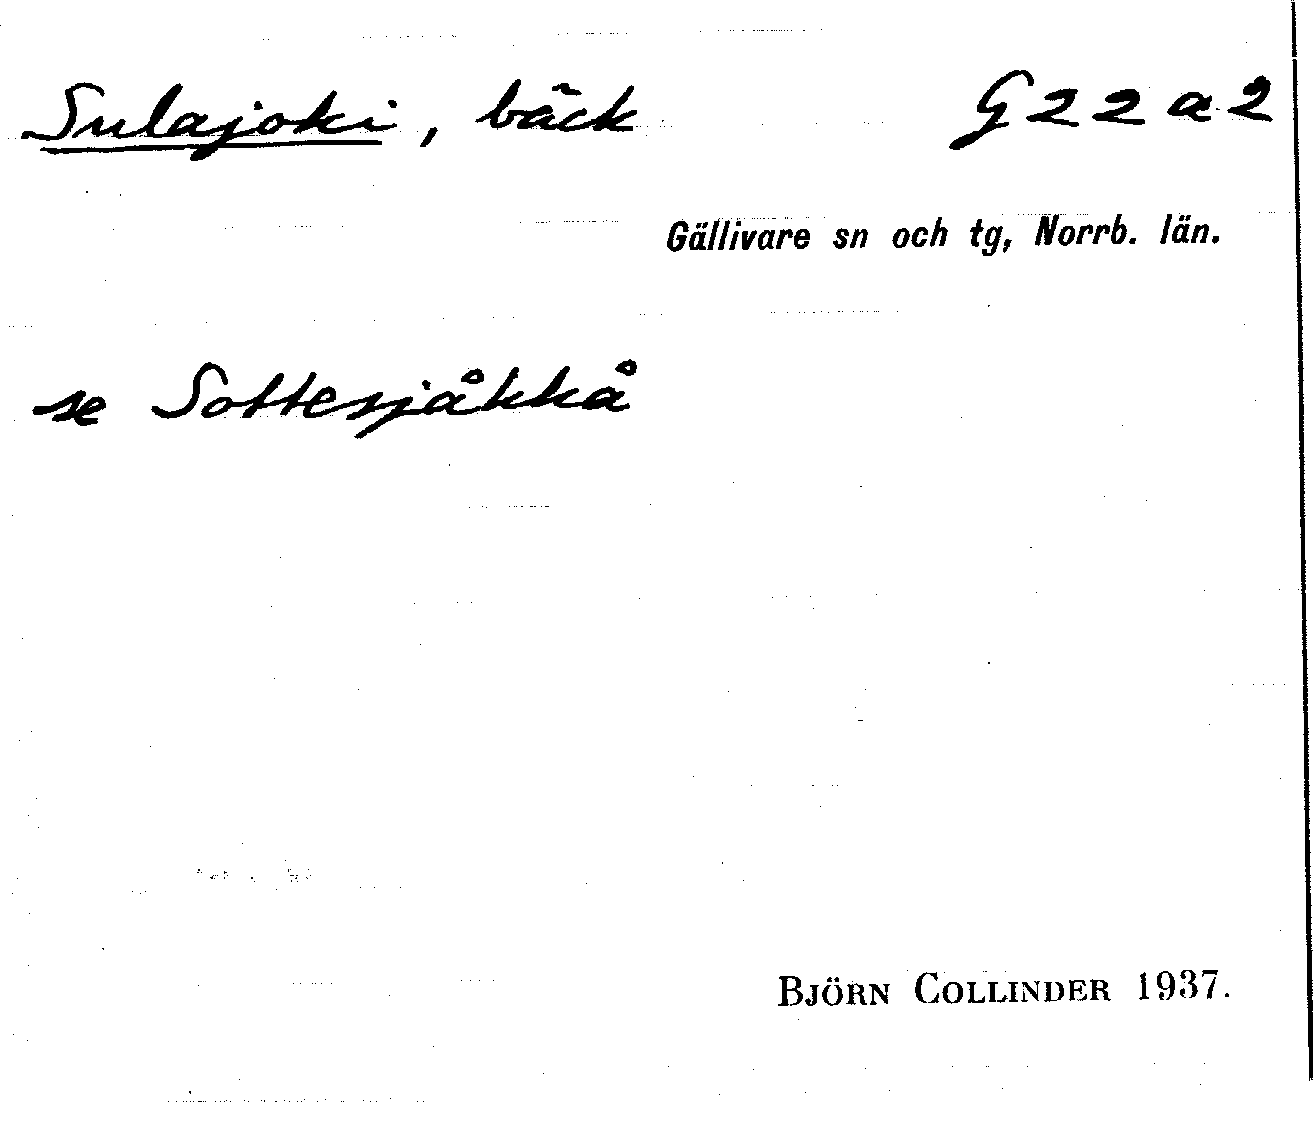 Sulajoki, bäck G22a2
Gällivare sn och tg, Norrb. län.
se Sottesjåkkå
BJÖRN COLLINDER 1937.